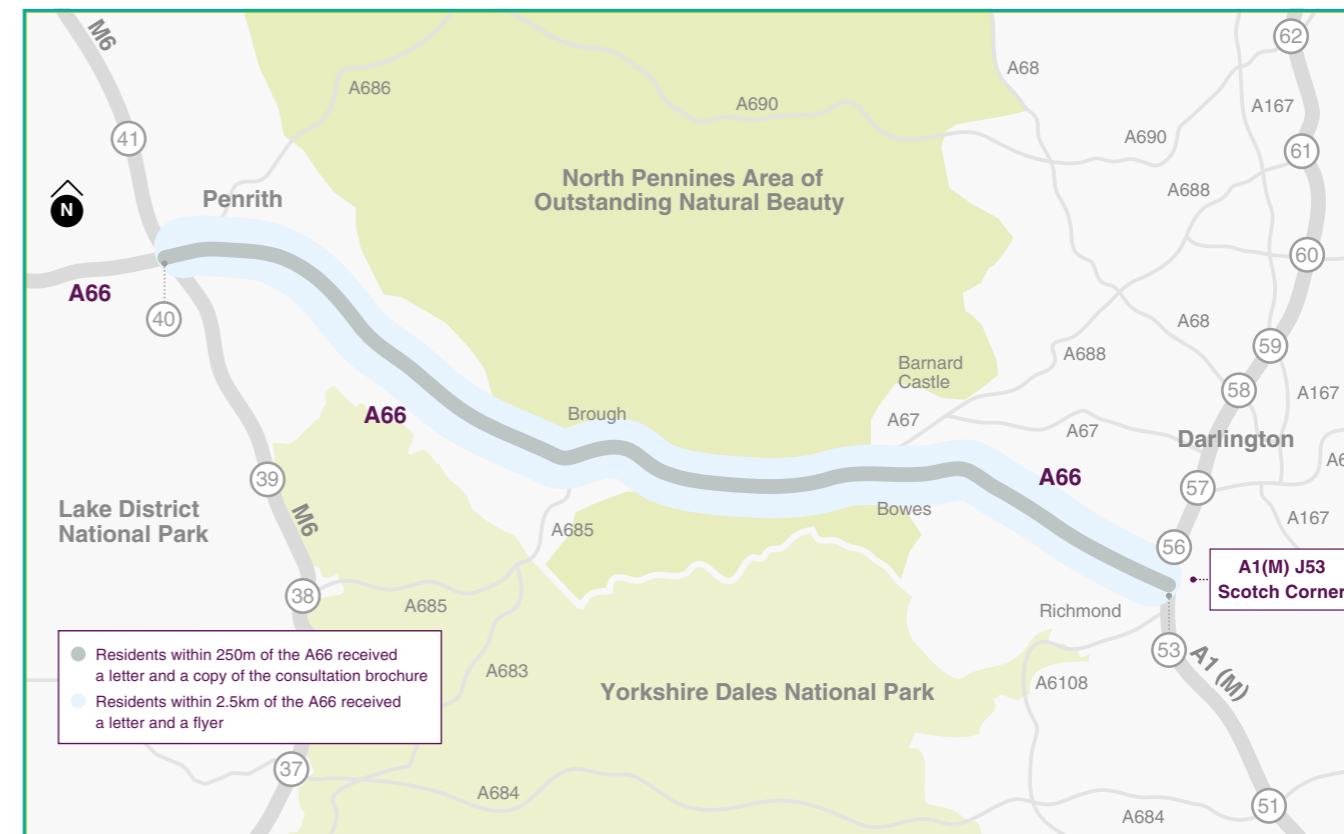 M6
62
A68
A686
A690
A167
41
A690
61
North Pennines Area of
Outstanding Natural Beauty
A688
Penrith
N
60
A66
40
A68
59
A688
Barnard
Castle
58
A167
A66
Brough
A67
A67
Darlington
A6
A66
39
57
Lake District
National Park
M6
Bowes
A167
A685
56
A1(M) J53
Scotch Corner
38
A685
Richmond
Residents within 250m of the A66 received
a letter and a copy of the consultation brochure
Residents within 2.5km of the A66 received
a letter and a flyer
53
A1 (M)
A683
A6108
Yorkshire Dales National Park
37
A684
51
A684